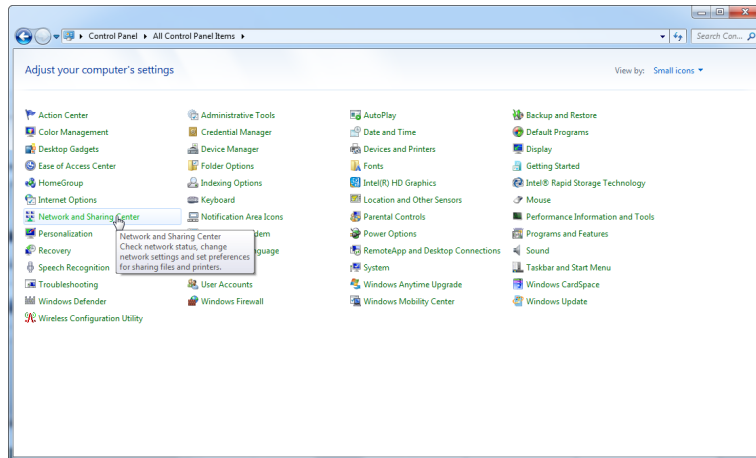 Control Panel ▸ All Control Panel Items ▸ Search Con...
Adjust your computer's settings View by: Small icons
Action Center Administrative Tools AutoPlay Backup and Restore
Color Management Credential Manager Date and Time Default Programs
Desktop Gadgets Device Manager Devices and Printers Display
Ease of Access Center Folder Options Fonts Getting Started
HomeGroup Indexing Options Intel(R) HD Graphics Intel® Rapid Storage Technology
Internet Options Keyboard Location and Other Sensors Mouse
Network and Sharing Center Notification Area Icons Parental Controls Performance Information and Tools
Personalization Power Options Programs and Features
Recovery RemoteApp and Desktop Connections Sound
Speech Recognition System Taskbar and Start Menu
Network and Sharing Center
Check network status, change
network settings and set preferences
for sharing files and printers.
Troubleshooting User Accounts Windows Anytime Upgrade Windows CardSpace
Windows Defender Windows Firewall Windows Mobility Center Windows Update
Wireless Configuration Utility